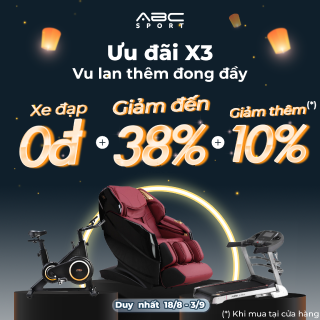 ABC
SPORT
Ưu đãi X3
Vu lan thêm đong đầy
Xe đạp
0đ
+
Giảm đến
38%
+
Giảm thêm(*)
10%
Duy nhất 18/8 - 3/9
(*) Khi mua tại cửa hàng